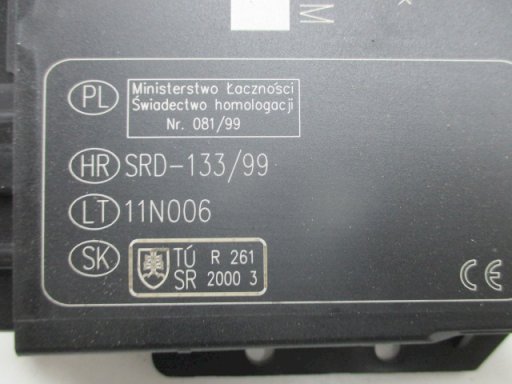 M
PL Ministerstwo Łączności
Świadectwo homologacji
Nr. 081/99
HR SRD-133/99
LT 11N006
SK TÚ R 261
SR 2000 3
CE